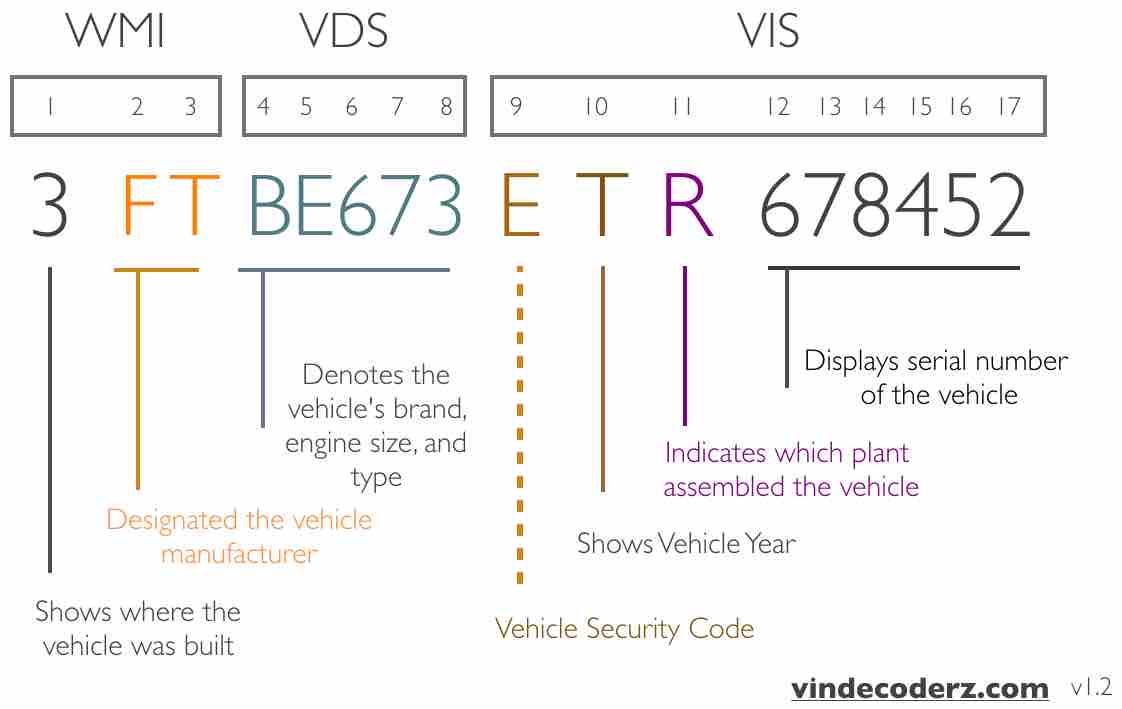 WMI VDS VIS
1 2 3 4 5 6 7 8 9 10 11 12 13 14 15 16 17
3 FT BE673 E T R 678452
Denotes the
vehicle's brand,
engine size, and
type
Displays serial number
of the vehicle
Indicates which plant
assembled the vehicle
Designated the vehicle
manufacturer
Shows Vehicle Year
Shows where the
vehicle was built
Vehicle Security Code
vindecoderz.com v1.2